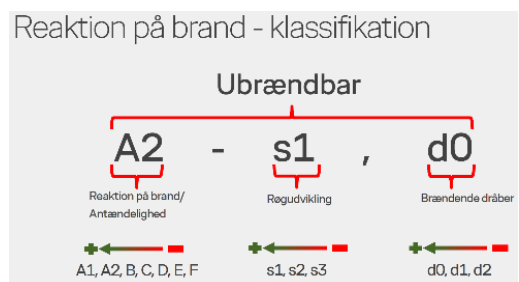 Reaktion på brand - klassifikation
Ubrændbar
A2 - s1 , d0
Reaktion på brand/
Antændelighed
Røgudvikling
Brændende dråber
A1, A2, B, C, D, E, F
s1, s2, s3
d0, d1, d2